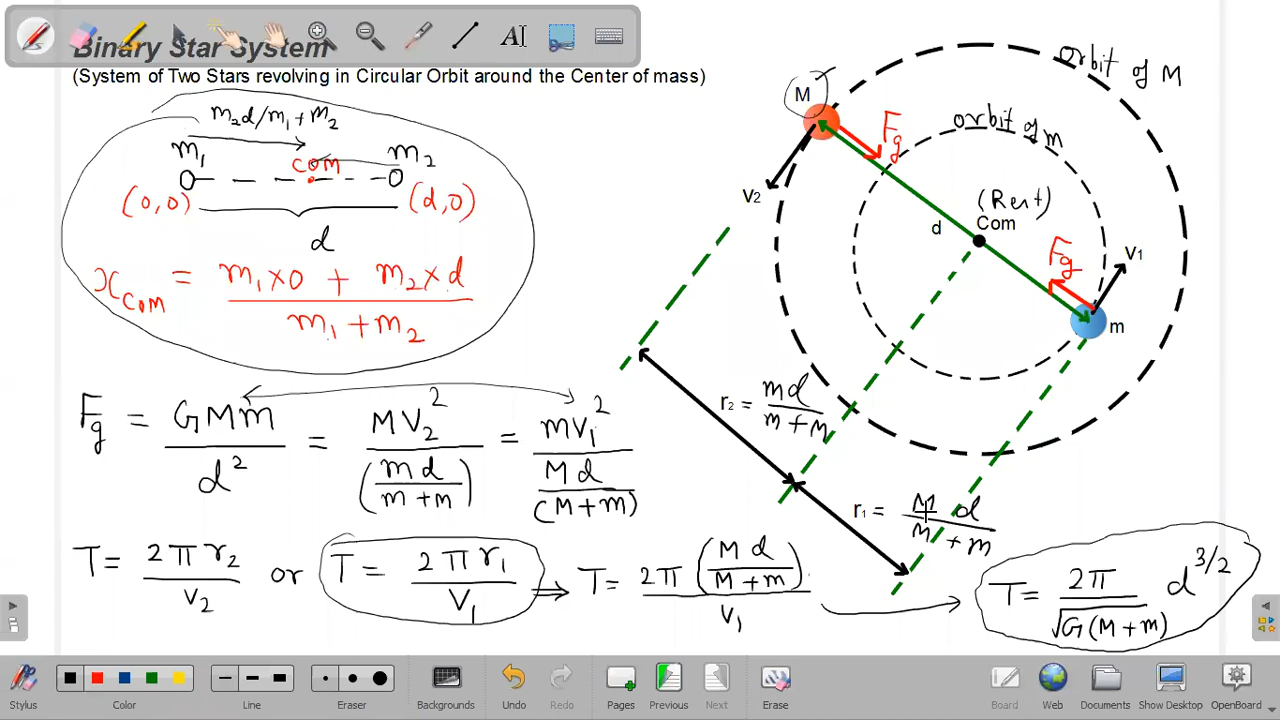 Binary Star System
(System of Two Stars revolving in Circular Orbit around the Center of mass)
m₂d/m₁+m₂
m₁ com m₂
(0,0) (d,0)
d
x_com = (m₁×0 + m₂×d)/(m₁+m₂)
orbit of M
M
Fg
orbit of m
v2
(Rest)
Com
d
Fg
v1
m
r₂ = md/(m+M)
r₁ = M d/(M+m)
Fg = GMm/d² = MV₂²/(md/(m+M)) = mV₁²/(Md/(M+m))
T = 2πr₂/V₂ or T = 2πr₁/V₁ ⇒ T = 2π(Md/(M+m))/V₁ → T = 2π/√G(M+m) d^3/2
Stylus Color Line Eraser Backgrounds Undo Redo Pages Previous Next Erase Board Web Documents Show Desktop OpenBoard